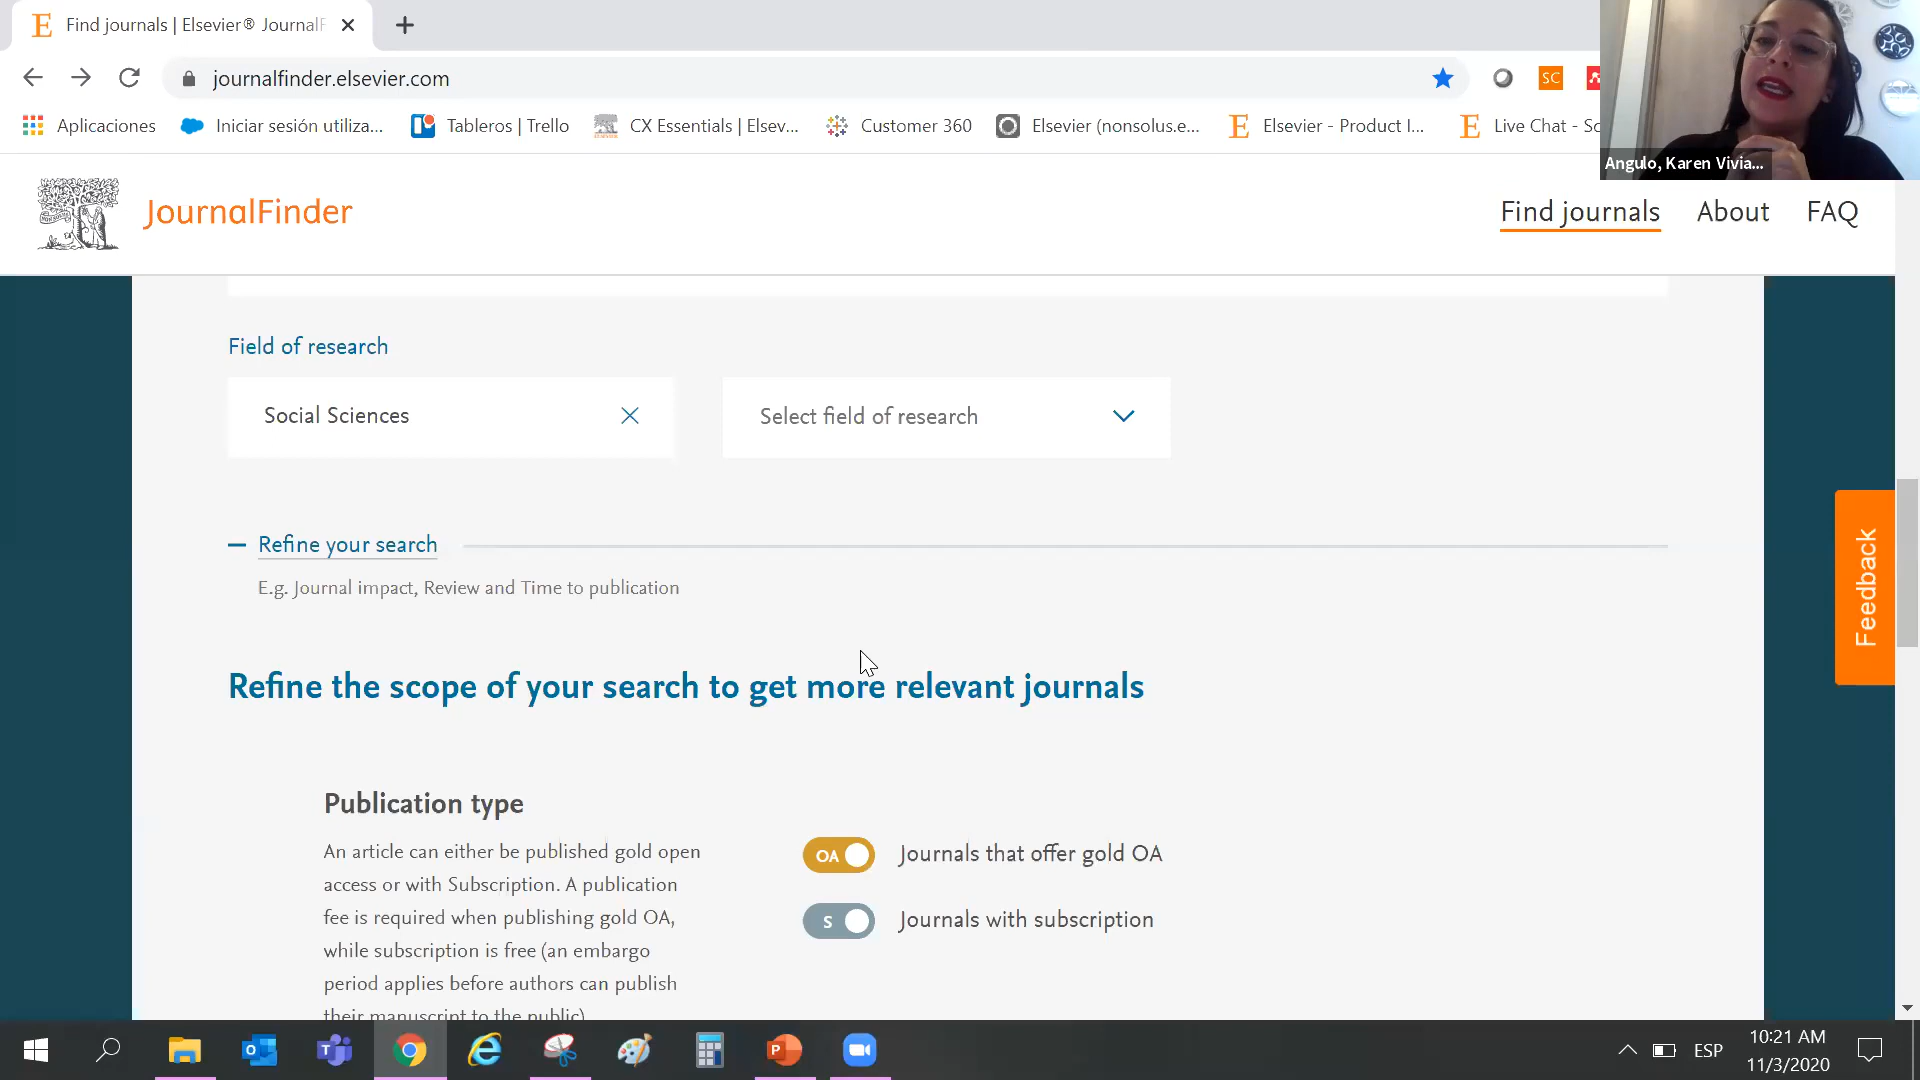 Find journals | Elsevier® JournalF
journalfinder.elsevier.com
SC
Aplicaciones
Iniciar sesión utiliza...
Tableros | Trello
CX Essentials | Elsev...
Customer 360
Elsevier (nonsolus.e...
Elsevier - Product I...
Live Chat - Sc
Angulo, Karen Vivia...
JournalFinder
Find journals
About
FAQ
Field of research
Social Sciences
Select field of research
Refine your search
E.g. Journal impact, Review and Time to publication
Feedback
Refine the scope of your search to get more relevant journals
Publication type
An article can either be published gold open
access or with Subscription. A publication
fee is required when publishing gold OA,
while subscription is free (an embargo
period applies before authors can publish
their manuscript to the public)
OA
Journals that offer gold OA
S
Journals with subscription
ESP
10:21 AM
11/3/2020